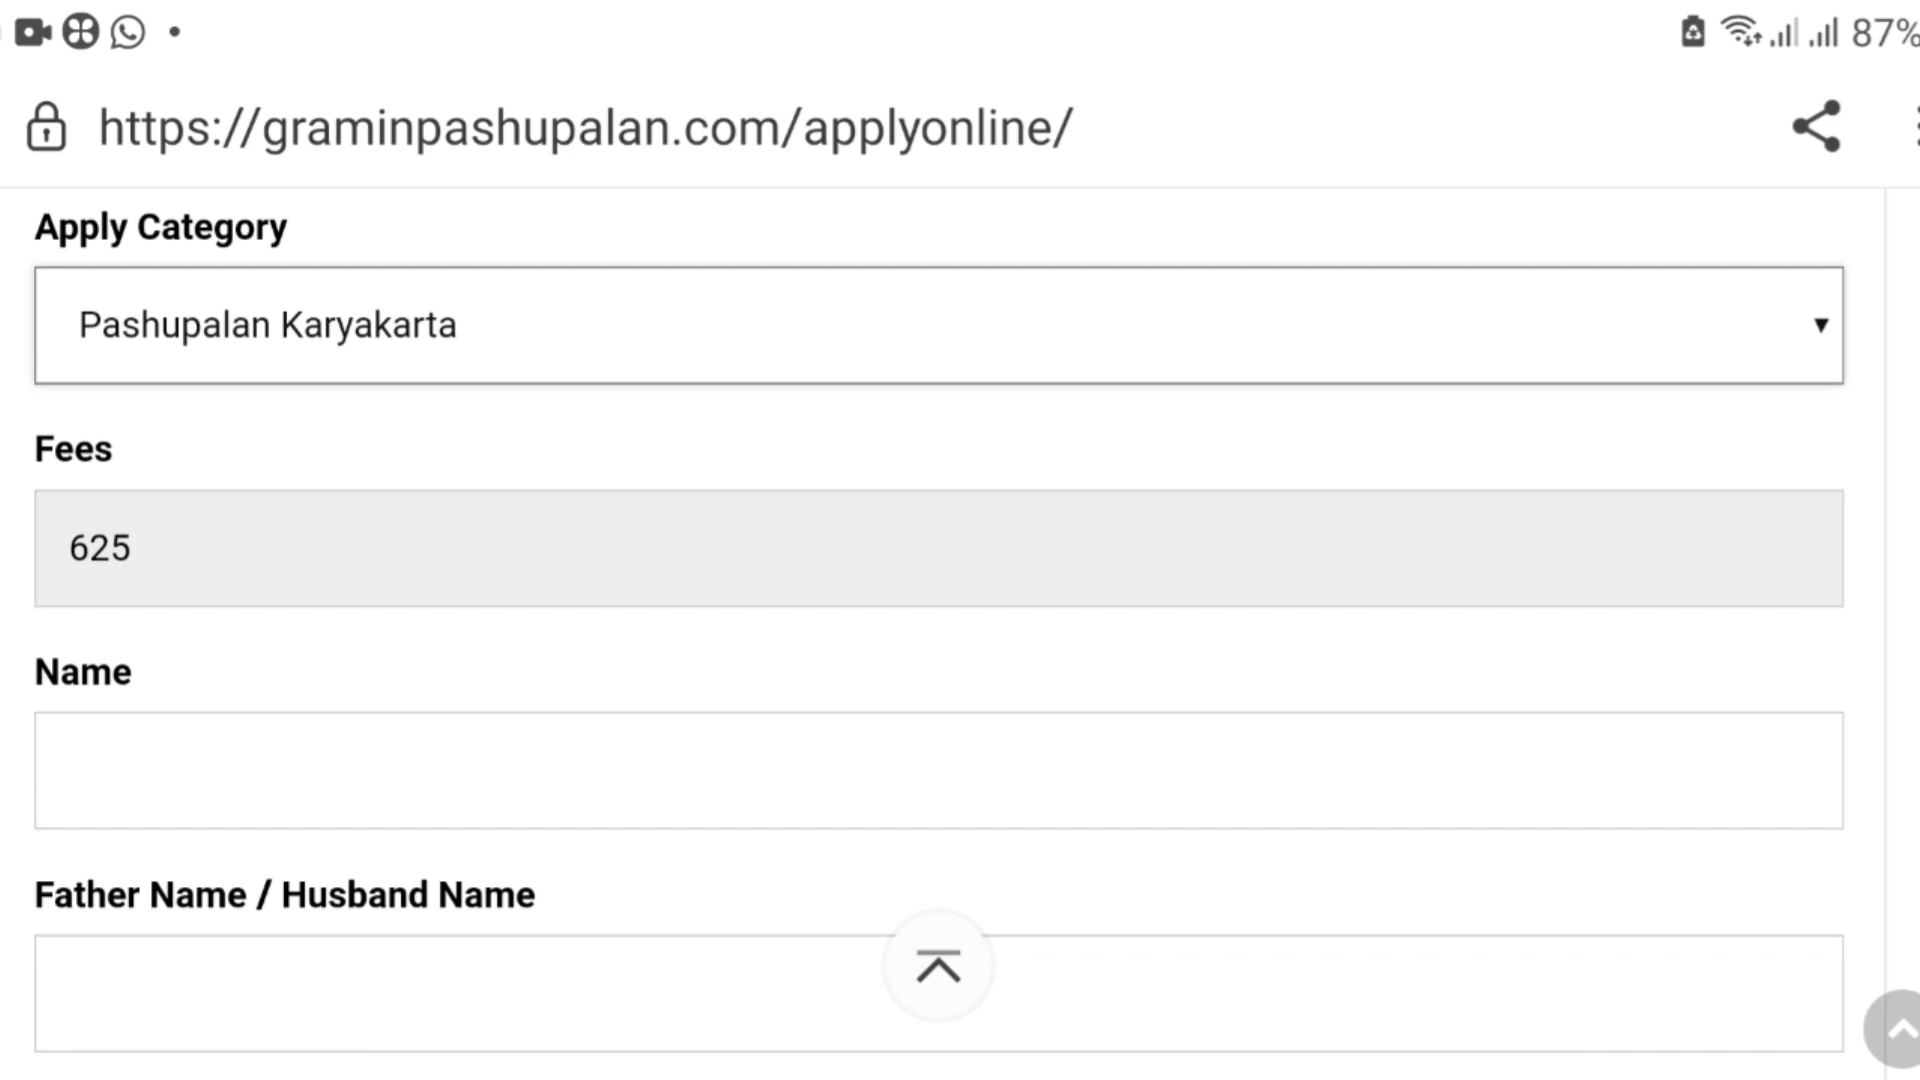 87%
https://graminpashupalan.com/applyonline/
Apply Category
Pashupalan Karyakarta
Fees
625
Name
Father Name / Husband Name